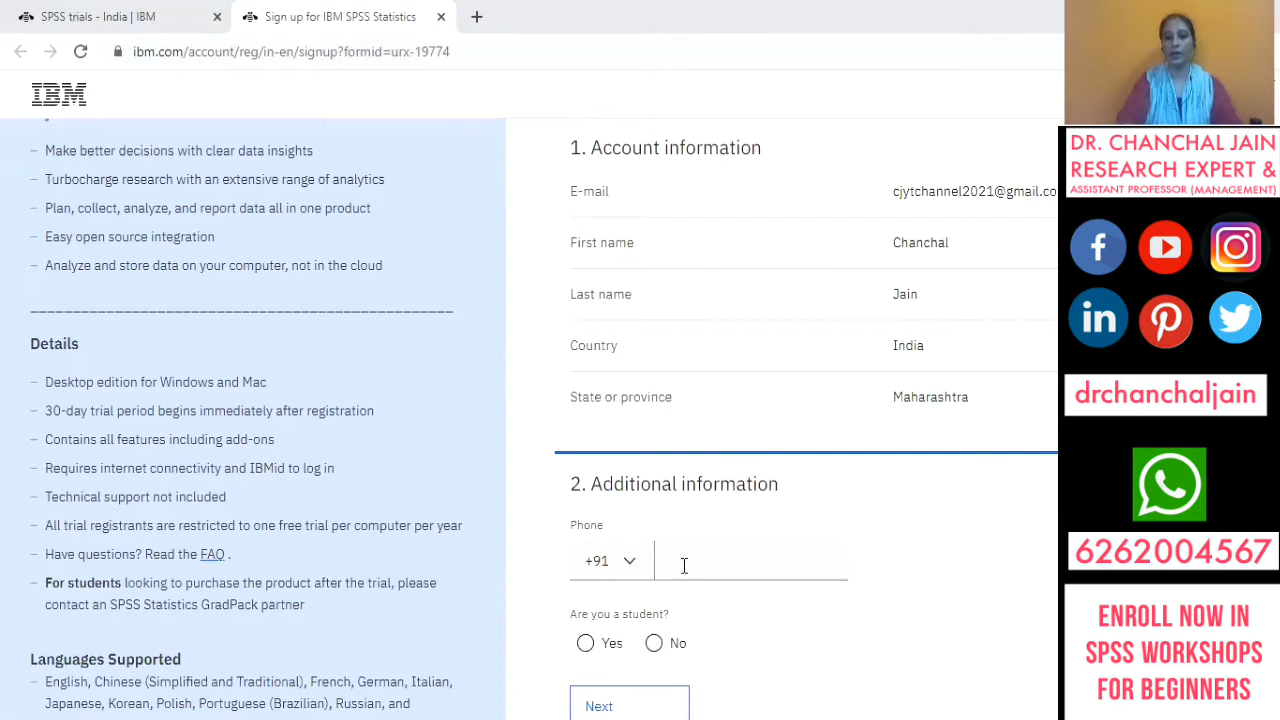 SPSS trials - India | IBM
Sign up for IBM SPSS Statistics
ibm.com/account/reg/in-en/signup?formid=urx-19774
IBM
Make better decisions with clear data insights
Turbocharge research with an extensive range of analytics
Plan, collect, analyze, and report data all in one product
Easy open source integration
Analyze and store data on your computer, not in the cloud
Details
Desktop edition for Windows and Mac
30-day trial period begins immediately after registration
Contains all features including add-ons
Requires internet connectivity and IBMid to log in
Technical support not included
All trial registrants are restricted to one free trial per computer per year
Have questions? Read the FAQ .
For students looking to purchase the product after the trial, please
contact an SPSS Statistics GradPack partner
Languages Supported
English, Chinese (Simplified and Traditional), French, German, Italian,
Japanese, Korean, Polish, Portuguese (Brazilian), Russian, and
1. Account information
E-mail cjytchannel2021@gmail.co
First name Chanchal
Last name Jain
Country India
State or province Maharashtra
2. Additional information
Phone
+91
Are you a student?
Yes No
Next
DR. CHANCHAL JAIN
RESEARCH EXPERT &
ASSISTANT PROFESSOR (MANAGEMENT)
drchanchaljain
6262004567
ENROLL NOW IN
SPSS WORKSHOPS
FOR BEGINNERS